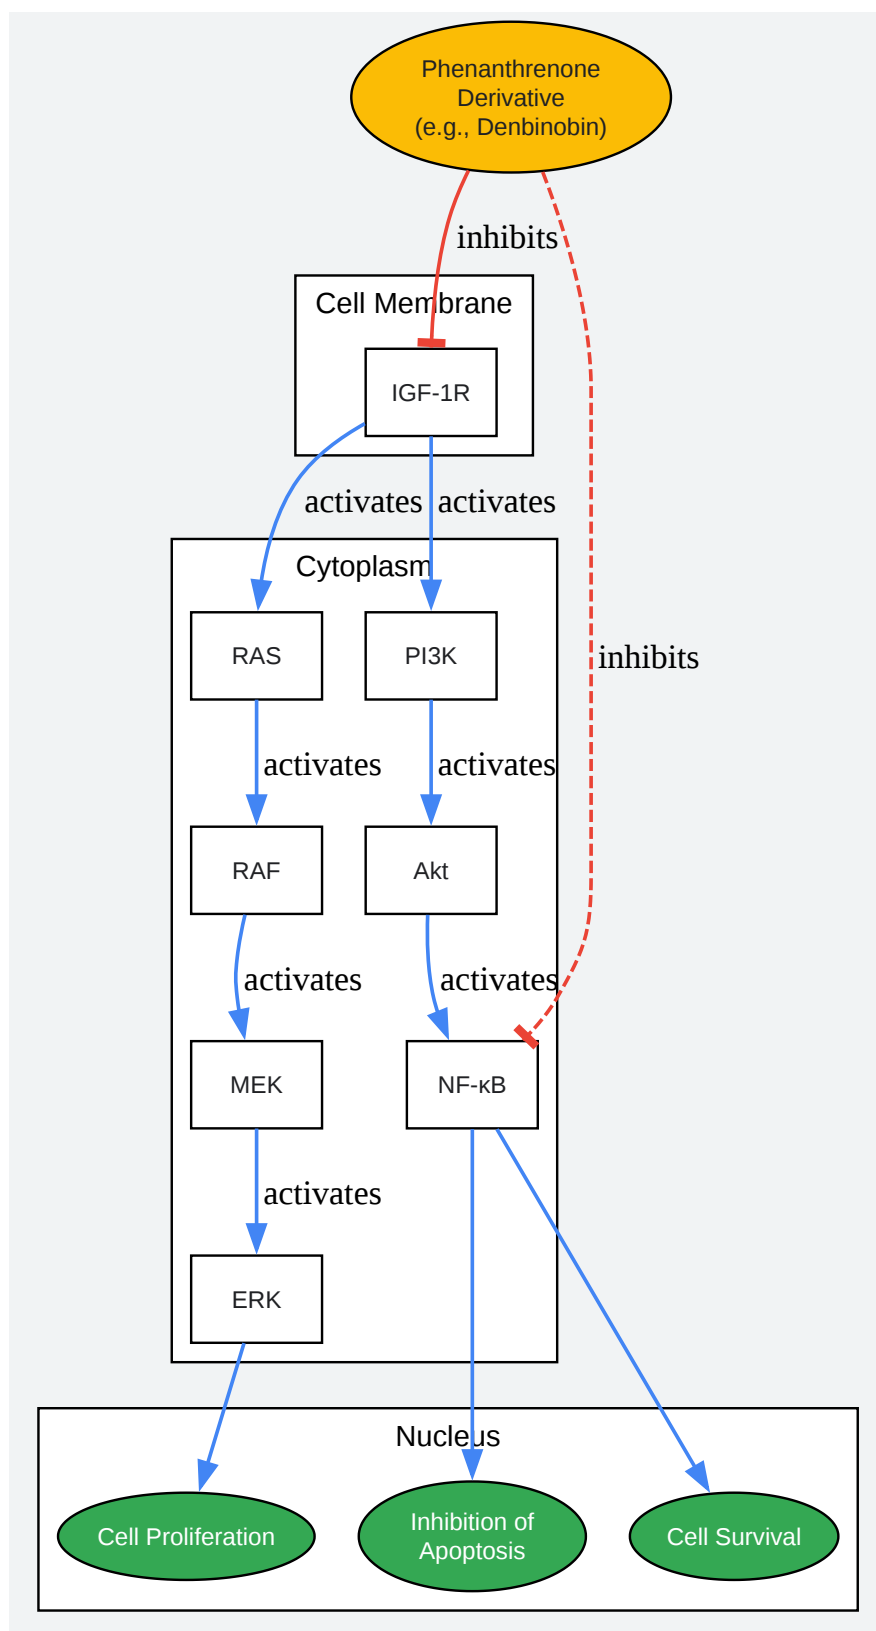 Phenanthrenone
Derivative
(e.g., Denbinobin)
inhibits
Cell Membrane
IGF-1R
activates activates
Cytoplasm
RAS PI3K
inhibits
activates activates
RAF Akt
activates activates
MEK NF-κB
activates
ERK
Nucleus
Cell Proliferation
Inhibition of
Apoptosis
Cell Survival